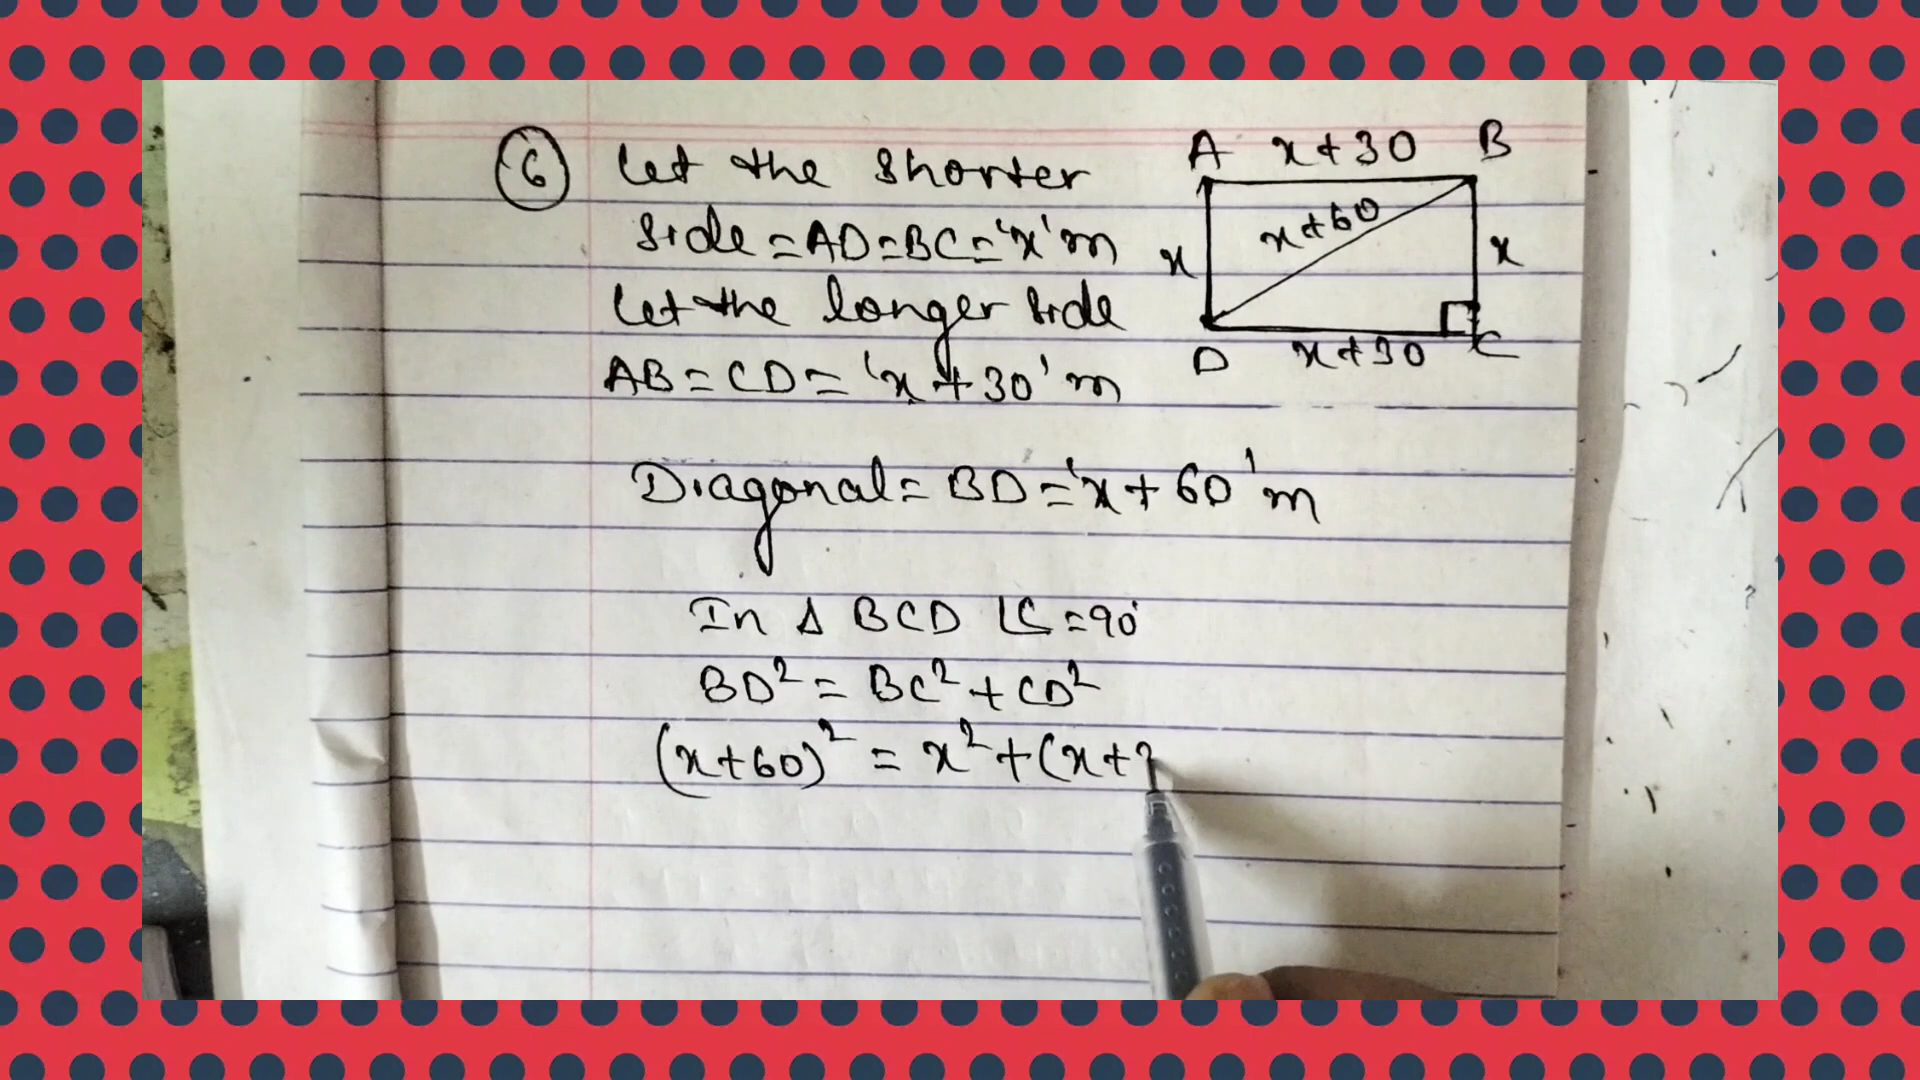 6 Let the shorter
side = AD = BC = 'x' m
Let the longer side
AB = CD = 'x + 30' m
A x + 30 B
x + 60
x x
D x + 30 C
Diagonal = BD = 'x + 60' m
In Δ BCD ∠C = 90°
BD² = BC² + CD²
(x + 60)² = x² + (x +